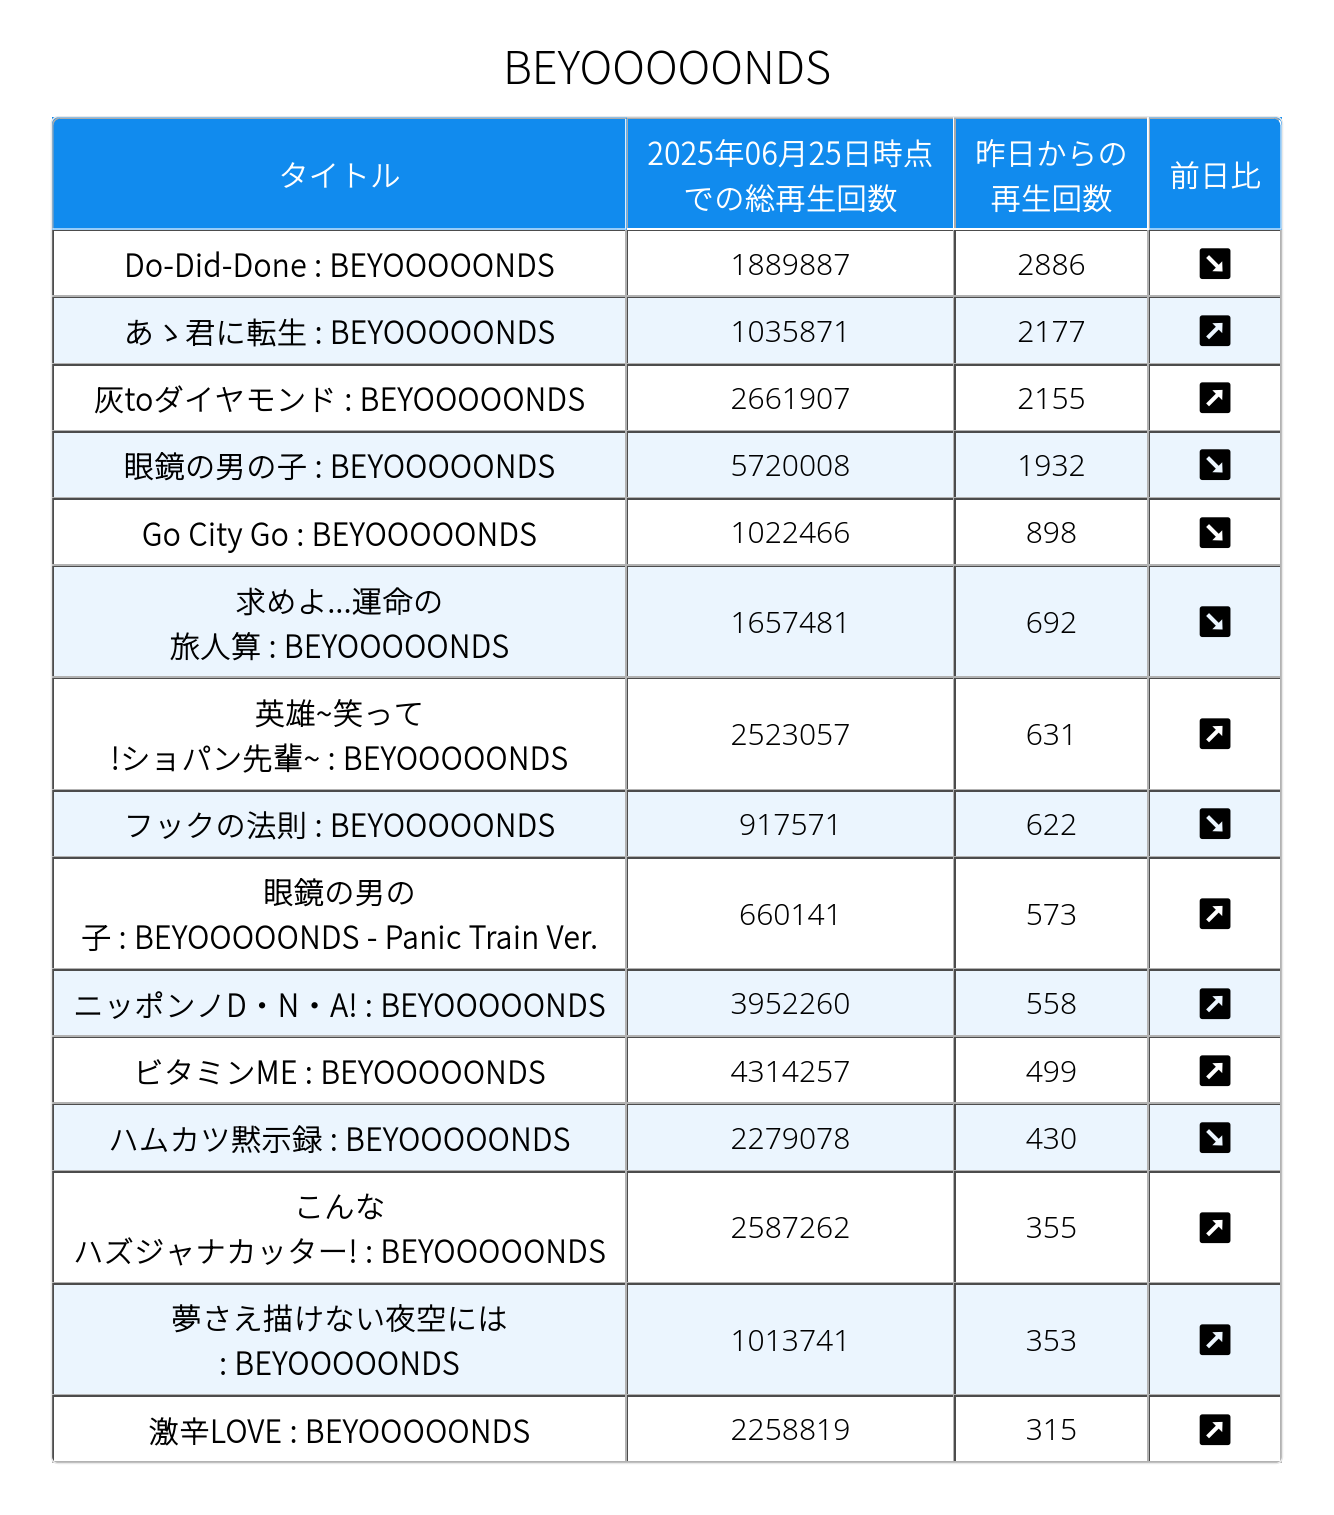 BEYOOOOONDS
タイトル
2025年06月25日時点
での総再生回数
昨日からの
再生回数
前日比
Do-Did-Done : BEYOOOOONDS
1889887
2886
あゝ君に転生 : BEYOOOOONDS
1035871
2177
灰toダイヤモンド : BEYOOOOONDS
2661907
2155
眼鏡の男の子 : BEYOOOOONDS
5720008
1932
Go City Go : BEYOOOOONDS
1022466
898
求めよ...運命の
旅人算 : BEYOOOOONDS
1657481
692
英雄~笑って
!ショパン先輩~ : BEYOOOOONDS
2523057
631
フックの法則 : BEYOOOOONDS
917571
622
眼鏡の男の
子 : BEYOOOOONDS - Panic Train Ver.
660141
573
ニッポンノD・N・A! : BEYOOOOONDS
3952260
558
ビタミンME : BEYOOOOONDS
4314257
499
ハムカツ黙示録 : BEYOOOOONDS
2279078
430
こんな
ハズジャナカッター! : BEYOOOOONDS
2587262
355
夢さえ描けない夜空には
: BEYOOOOONDS
1013741
353
激辛LOVE : BEYOOOOONDS
2258819
315